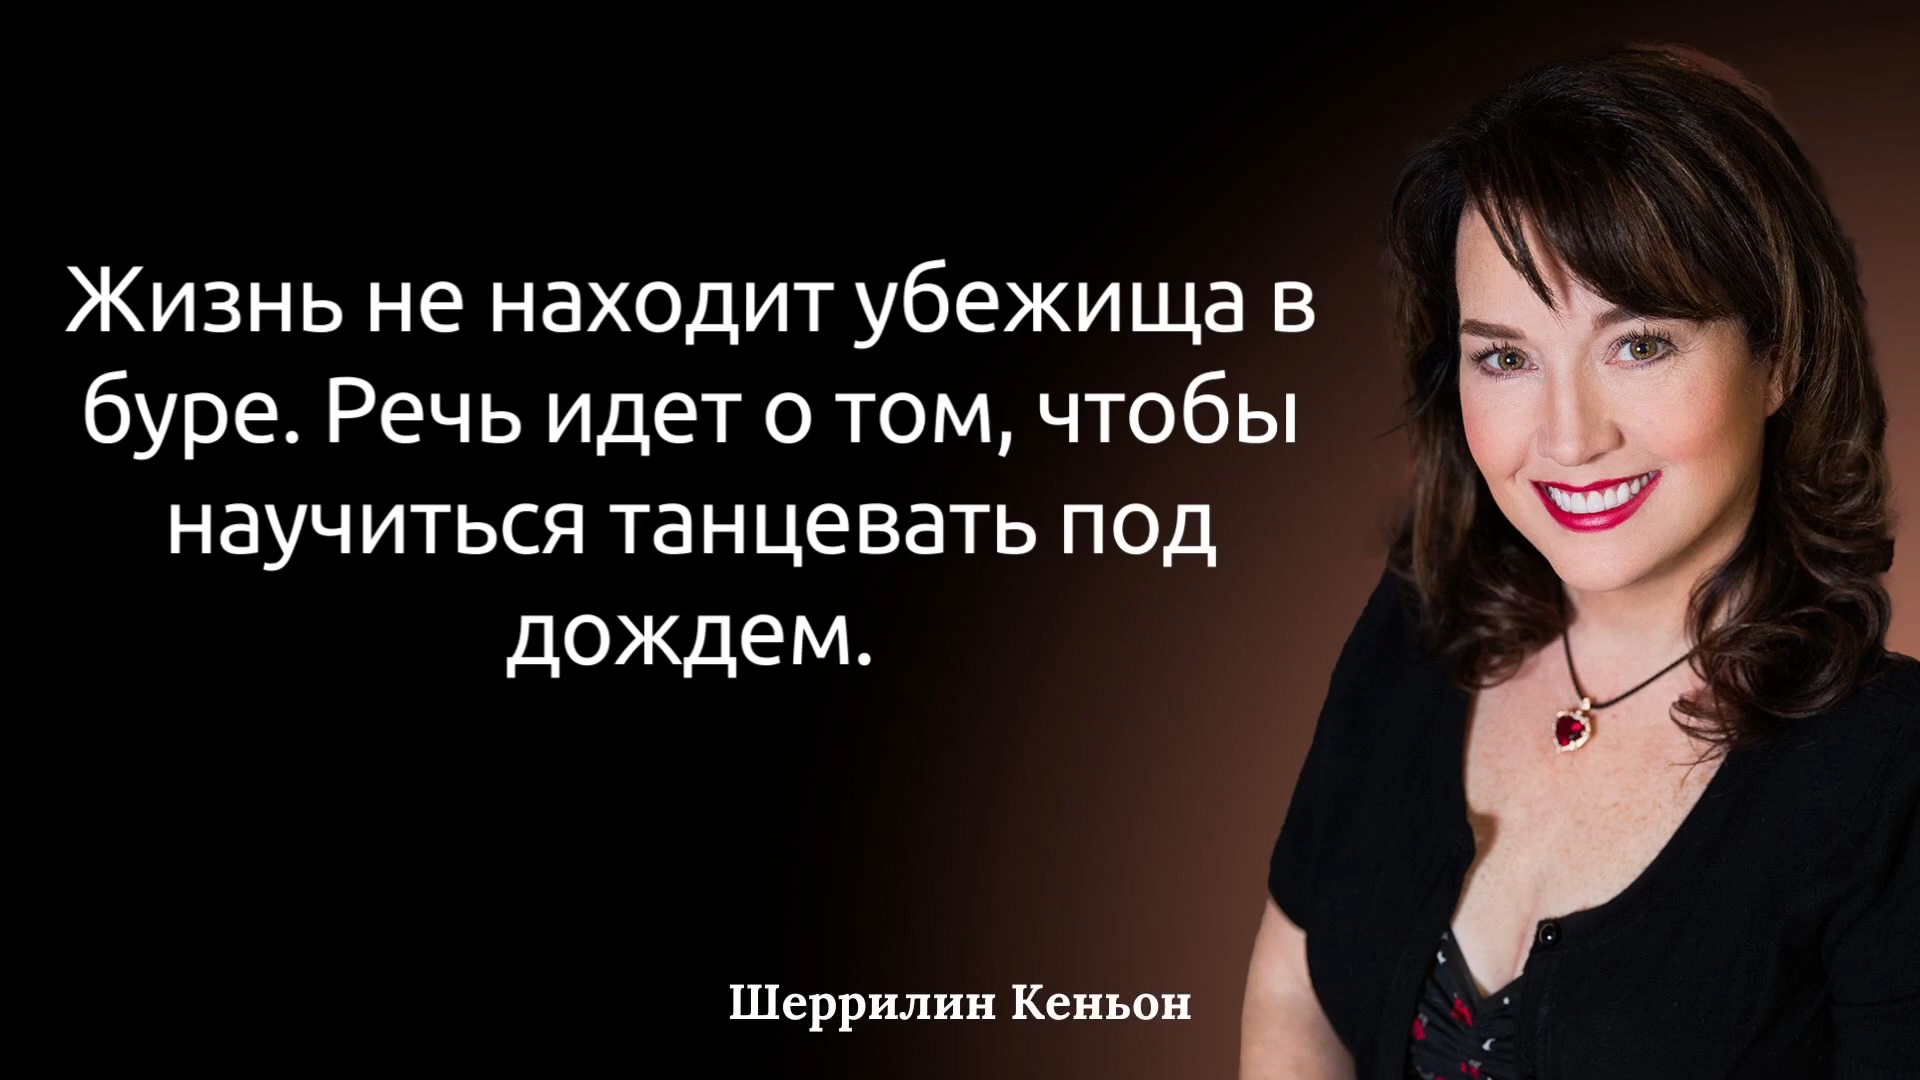 Жизнь не находит убежища в
буре. Речь идет о том, чтобы
научиться танцевать под
дождем.
Шеррилин Кеньон